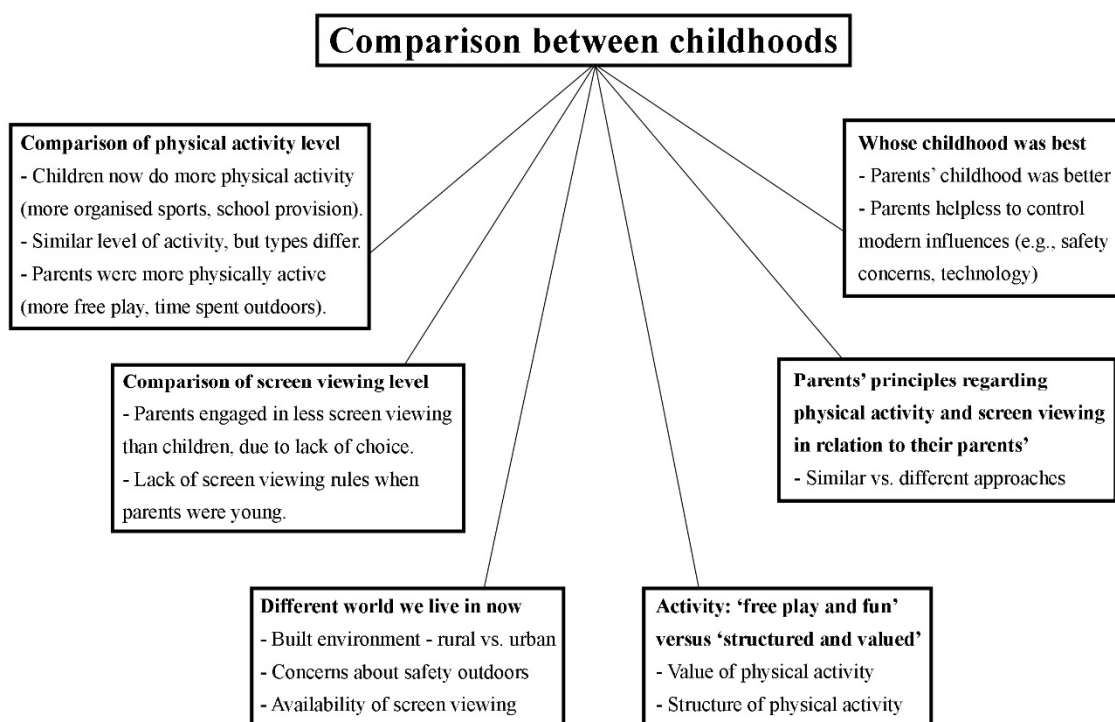 Comparison between childhoods
Comparison of physical activity level
- Children now do more physical activity
(more organised sports, school provision).
- Similar level of activity, but types differ.
- Parents were more physically active
(more free play, time spent outdoors).
Whose childhood was best
- Parents’ childhood was better
- Parents helpless to control
modern influences (e.g., safety
concerns, technology)
Comparison of screen viewing level
- Parents engaged in less screen viewing
than children, due to lack of choice.
- Lack of screen viewing rules when
parents were young.
Parents’ principles regarding
physical activity and screen viewing
in relation to their parents’
- Similar vs. different approaches
Different world we live in now
- Built environment - rural vs. urban
- Concerns about safety outdoors
- Availability of screen viewing
Activity: ‘free play and fun’
versus ‘structured and valued’
- Value of physical activity
- Structure of physical activity